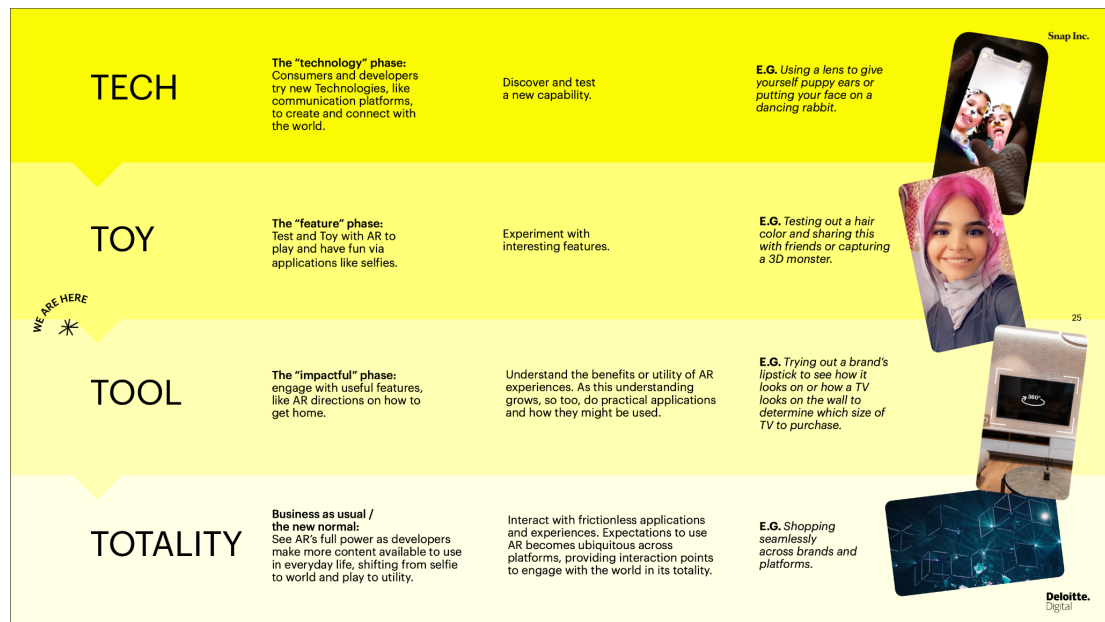 Snap Inc.
TECH
The “technology” phase:
Consumers and developers
try new Technologies, like
communication platforms,
to create and connect with
the world.
Discover and test
a new capability.
E.G. Using a lens to give
yourself puppy ears or
putting your face on a
dancing rabbit.
TOY
The “feature” phase:
Test and Toy with AR to
play and have fun via
applications like selfies.
Experiment with
interesting features.
E.G. Testing out a hair
color and sharing this
with friends or capturing
a 3D monster.
WE ARE HERE
25
TOOL
The “impactful” phase:
engage with useful features,
like AR directions on how to
get home.
Understand the benefits or utility of AR
experiences. As this understanding
grows, so too, do practical applications
and how they might be used.
E.G. Trying out a brand’s
lipstick to see how it
looks on or how a TV
looks on the wall to
determine which size of
TV to purchase.
360°
TOTALITY
Business as usual /
the new normal:
See AR’s full power as developers
make more content available to use
in everyday life, shifting from selfie
to world and play to utility.
Interact with frictionless applications
and experiences. Expectations to use
AR becomes ubiquitous across
platforms, providing interaction points
to engage with the world in its totality.
E.G. Shopping
seamlessly
across brands and
platforms.
Deloitte.
Digital